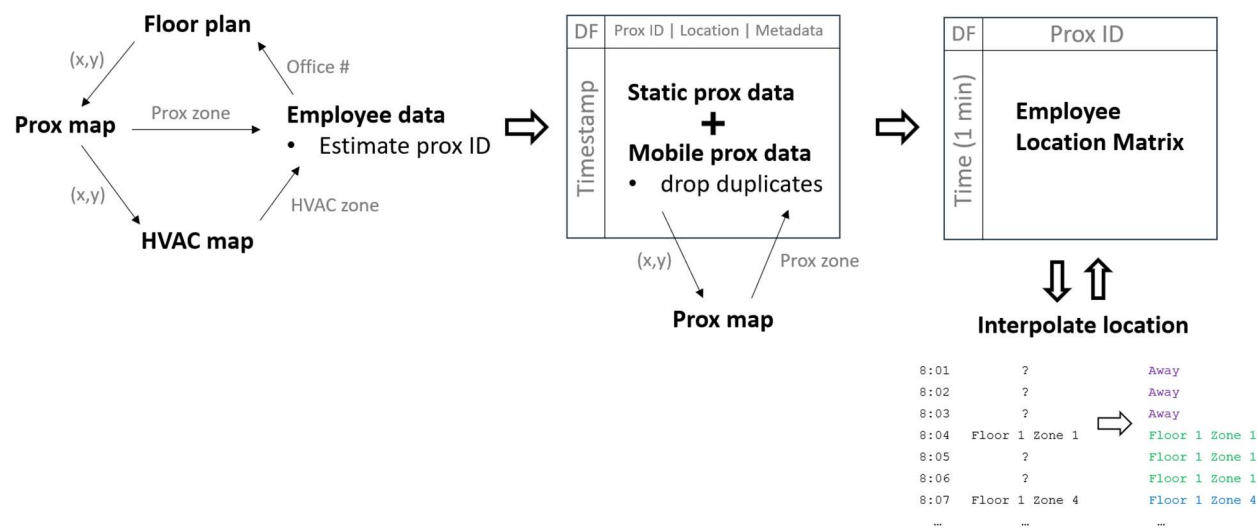 Floor plan
(x,y)
Office #
Prox map
Prox zone
Employee data
• Estimate prox ID
(x,y)
HVAC zone
HVAC map
DF
Prox ID | Location | Metadata
Timestamp
Static prox data
+
Mobile prox data
• drop duplicates
(x,y)
Prox zone
Prox map
DF
Prox ID
Time (1 min)
Employee
Location Matrix
Interpolate location
8:01 ? Away
8:02 ? Away
8:03 ? Away
8:04 Floor 1 Zone 1 Floor 1 Zone 1
8:05 ? Floor 1 Zone 1
8:06 ? Floor 1 Zone 1
8:07 Floor 1 Zone 4 Floor 1 Zone 4
… … …